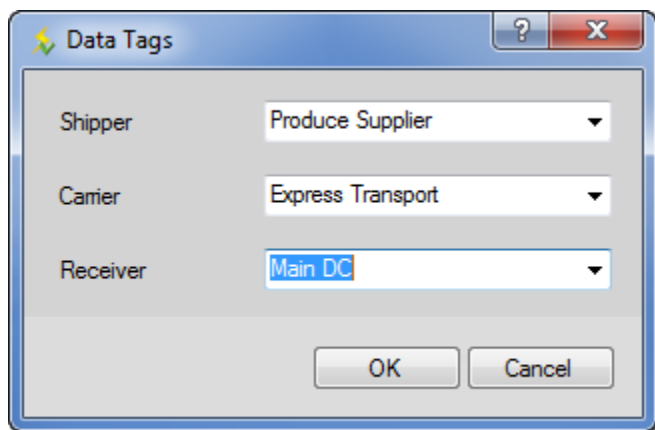 Data Tags
?
Shipper Produce Supplier
Carrier Express Transport
Receiver Main DC
OK Cancel